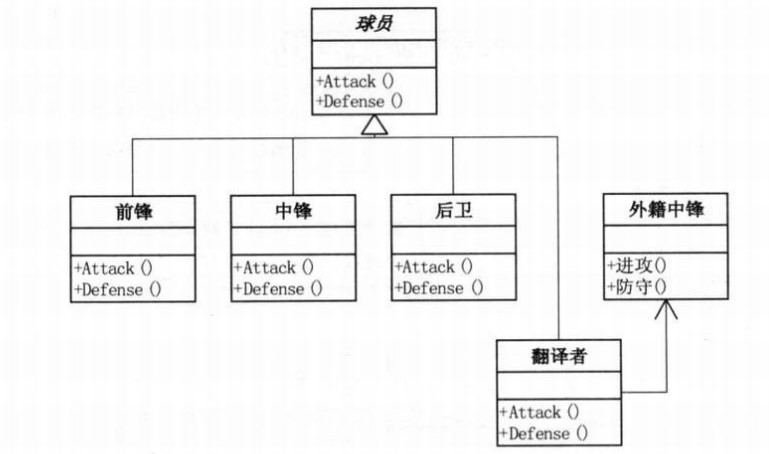 球员
+Attack()
+Defense()
前锋
+Attack()
+Defense()
中锋
+Attack()
+Defense()
后卫
+Attack()
+Defense()
外籍中锋
+进攻()
+防守()
翻译者
+Attack()
+Defense()